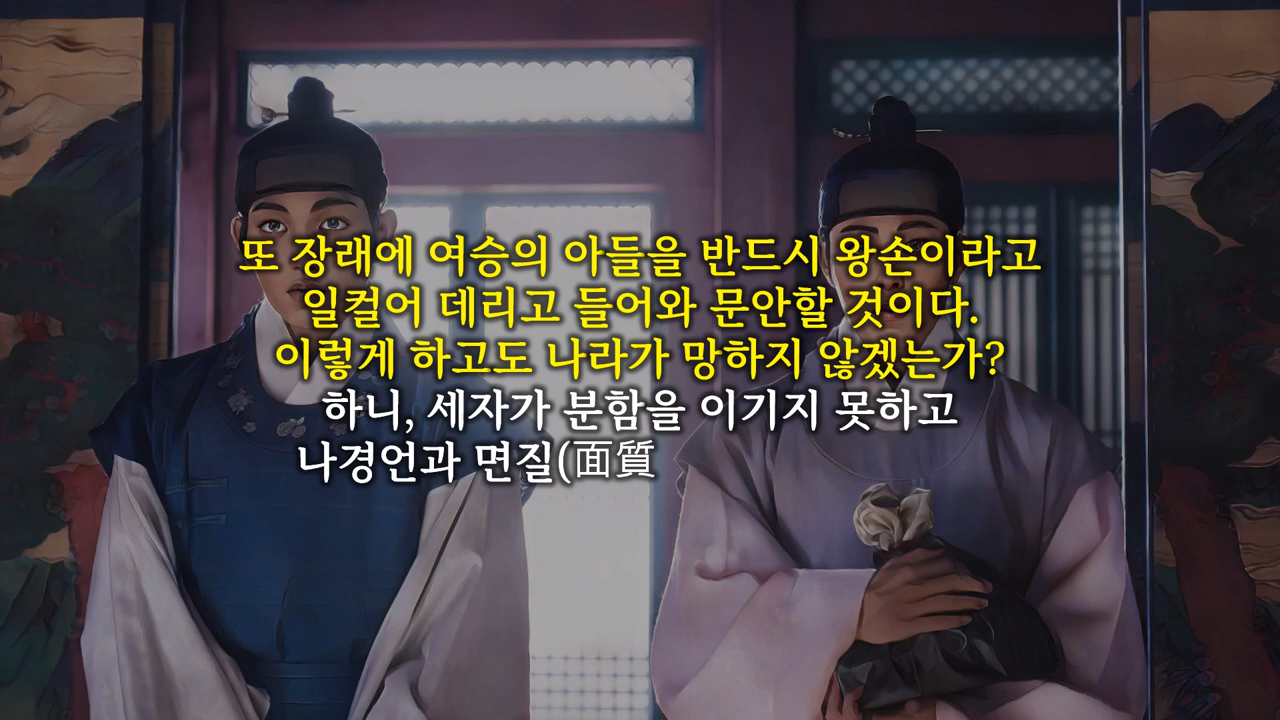 또 장래에 여승의 아들을 반드시 왕손이라고
일컬어 데리고 들어와 문안할 것이다.
이렇게 하고도 나라가 망하지 않겠는가?
하니, 세자가 분함을 이기지 못하고
나경언과 면질(面質